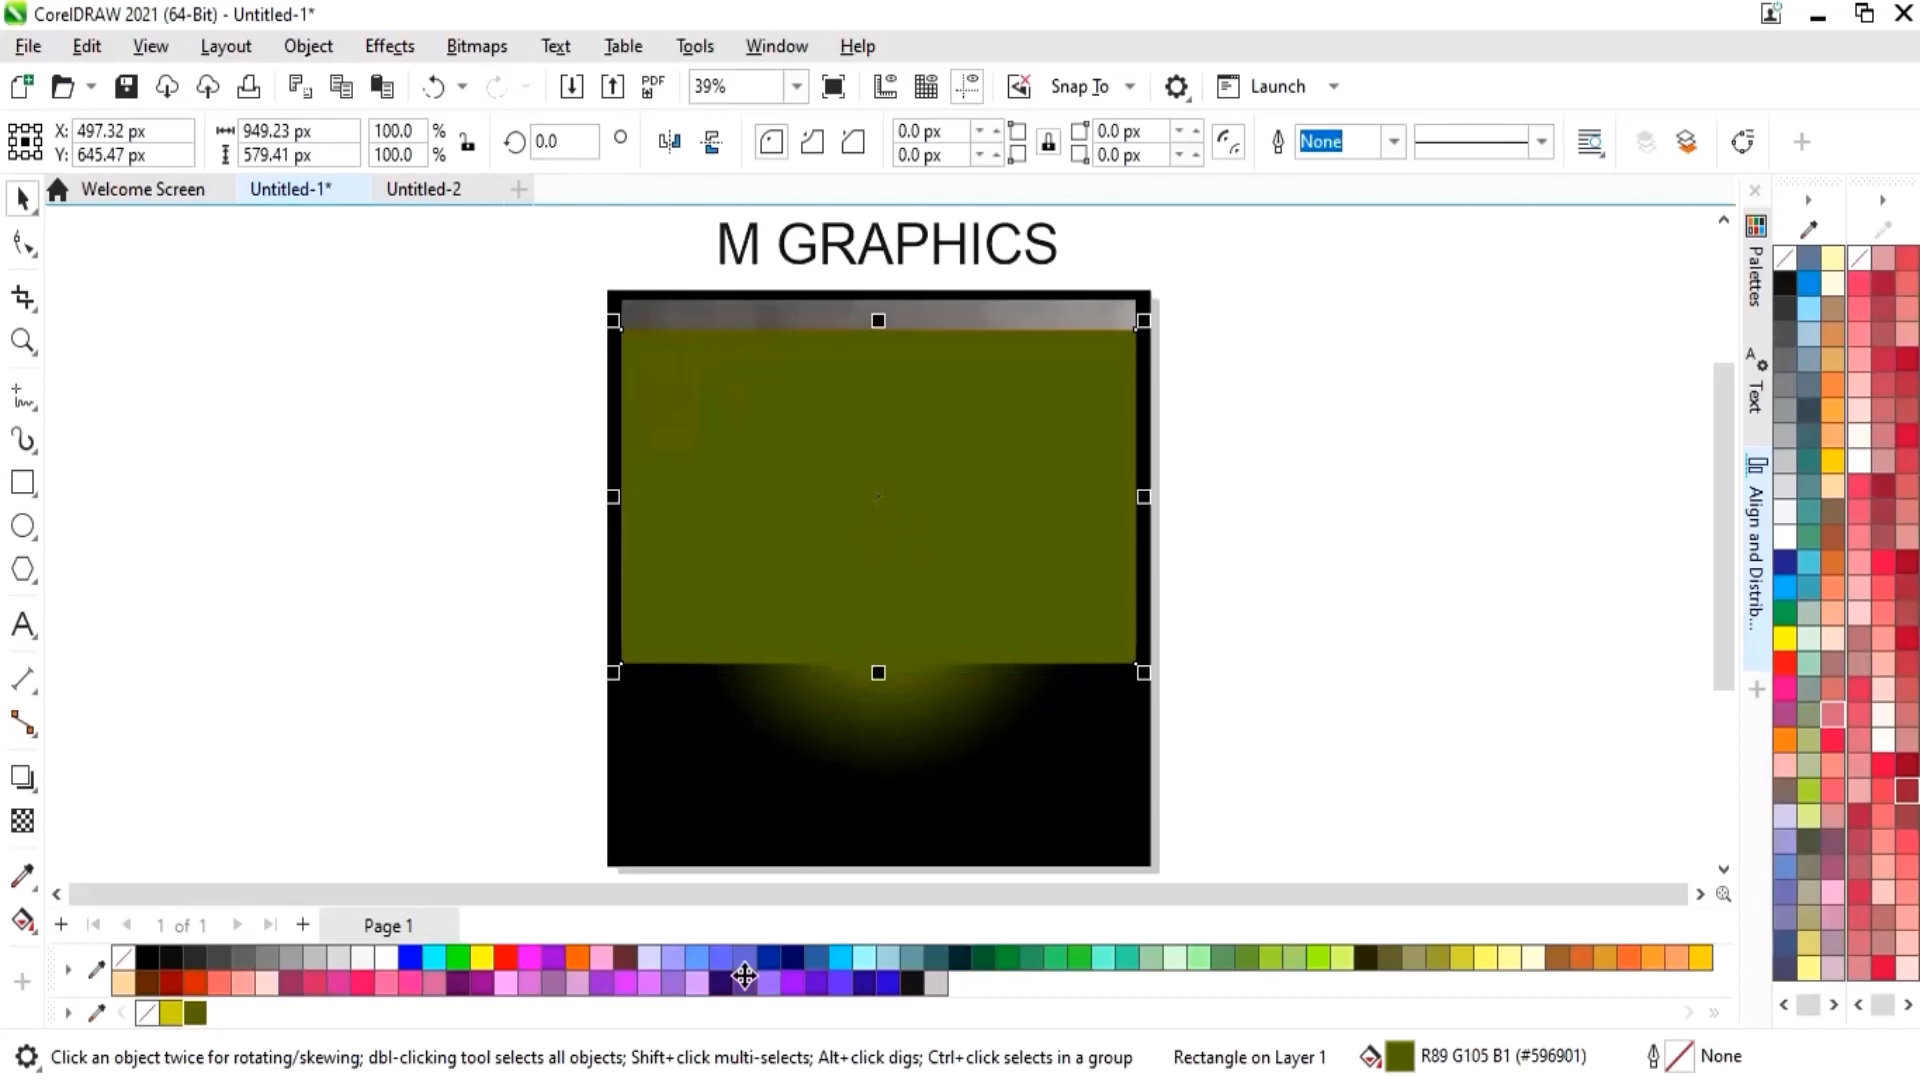 CorelDRAW 2021 (64-Bit) - Untitled-1*
File Edit View Layout Object Effects Bitmaps Text Table Tools Window Help
PDF 39% Snap To Launch
X: 497.32 px 949.23 px 100.0 % 0.0 0.0 px 0.0 px None
Y: 645.47 px 579.41 px 100.0 % 0.0 px 0.0 px
Welcome Screen Untitled-1* Untitled-2
M GRAPHICS
Palettes
Text
Align and Distrib...
1 of 1 Page 1
Click an object twice for rotating/skewing; dbl-clicking tool selects all objects; Shift+click multi-selects; Alt+click digs; Ctrl+click selects in a group Rectangle on Layer 1 R89 G105 B1 (#596901) None